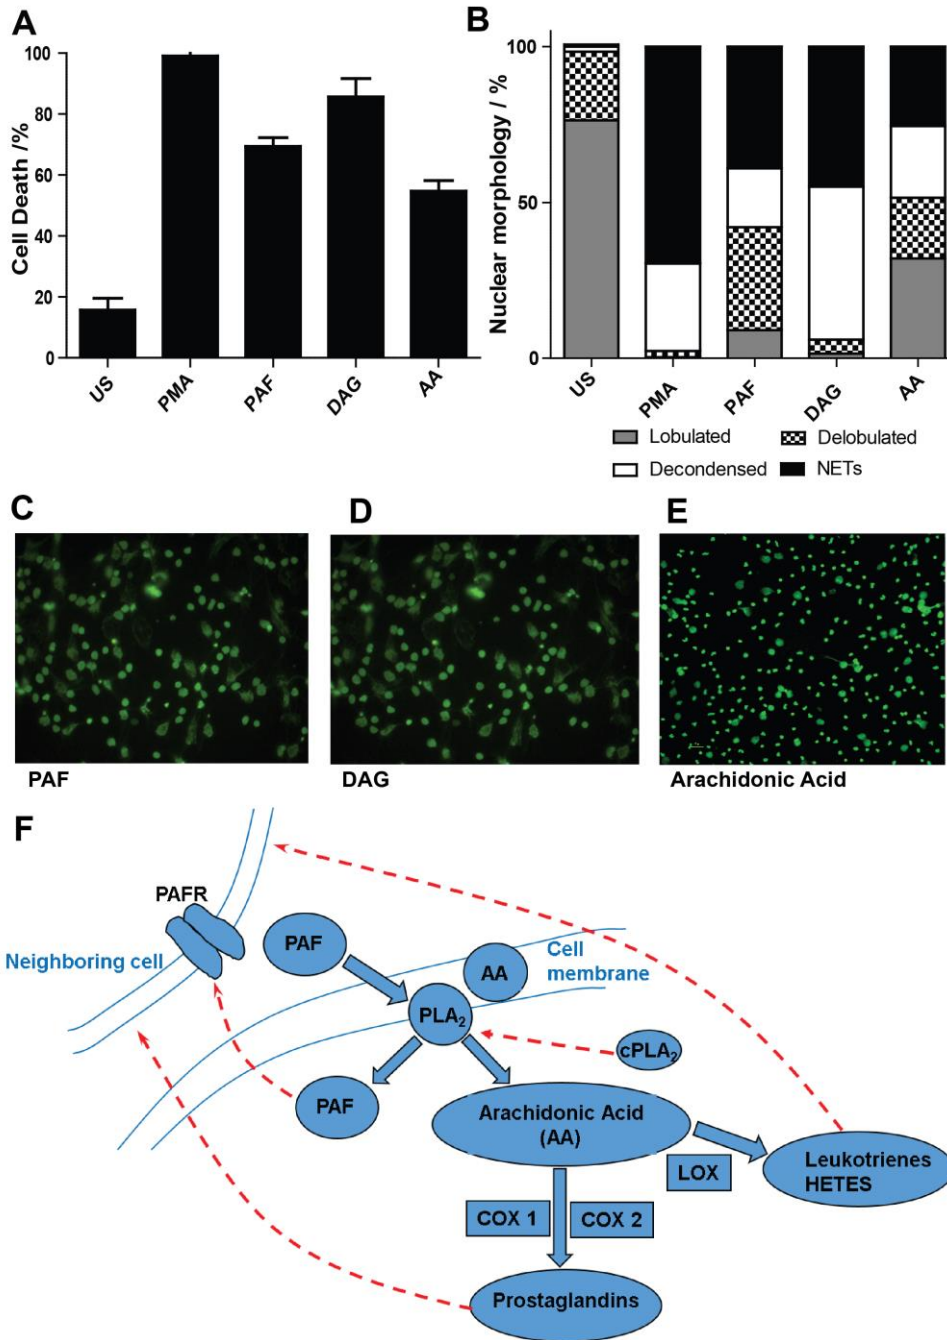 A
Cell Death /%
100
80
60
40
20
0
US
PMA
PAF
DAG
AA
B
Nuclear morphology / %
100
50
0
US
PMA
PAF
DAG
AA
Lobulated
Delobulated
Decondensed
NETs
C
D
E
PAF
DAG
Arachidonic Acid
F
PAFR
Neighboring cell
PAF
AA
Cell
membrane
PLA₂
cPLA₂
PAF
Arachidonic Acid
(AA)
LOX
Leukotrienes
HETES
COX 1
COX 2
Prostaglandins